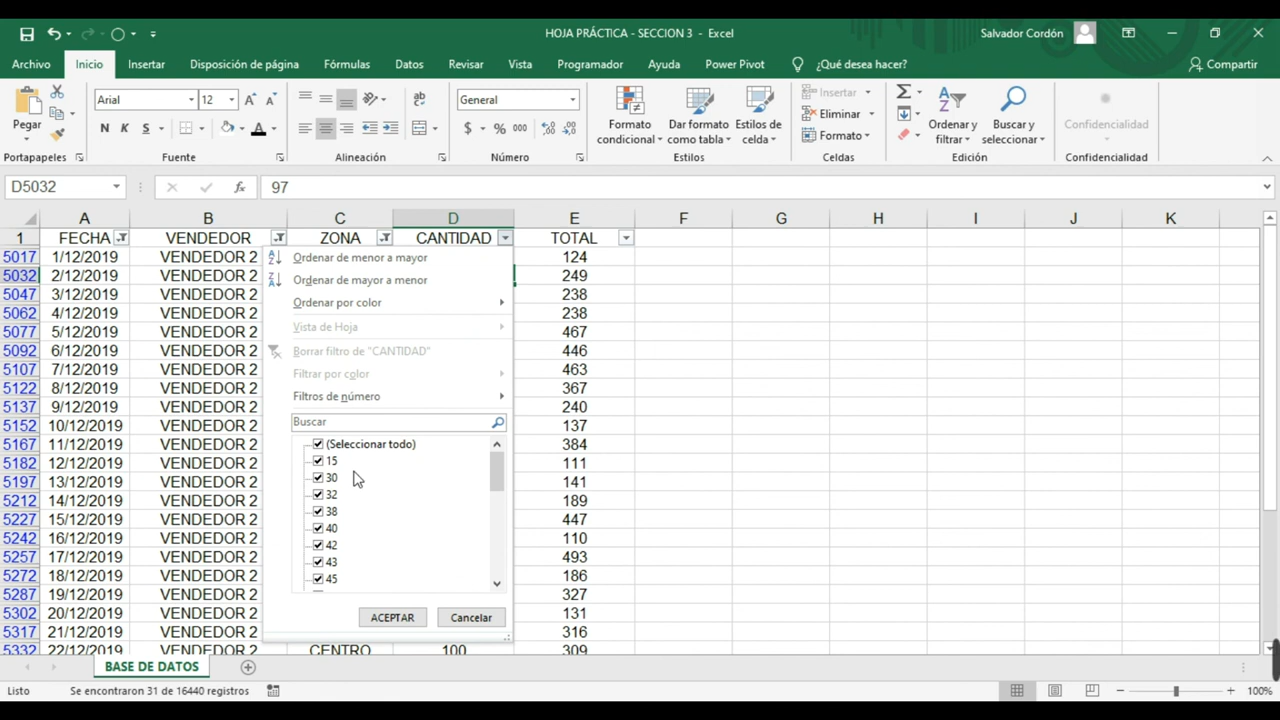 HOJA PRÁCTICA - SECCION 3 - Excel
Salvador Cordón
Archivo Inicio Insertar Disposición de página Fórmulas Datos Revisar Vista Programador Ayuda Power Pivot ¿Qué desea hacer? Compartir
Pegar
Arial 12
N K S
General
$ % 000
Formato condicional
Dar formato como tabla
Estilos de celda
Insertar
Eliminar
Formato
Ordenar y filtrar
Buscar y seleccionar
Confidencialidad
Portapapeles Fuente Alineación Número Estilos Celdas Edición Confidencialidad
D5032 fx 97
A B C D E F G H I J K
1 FECHA VENDEDOR ZONA CANTIDAD TOTAL
5017 1/12/2019 VENDEDOR 2 124
5032 2/12/2019 VENDEDOR 2 249
5047 3/12/2019 VENDEDOR 2 238
5062 4/12/2019 VENDEDOR 2 238
5077 5/12/2019 VENDEDOR 2 467
5092 6/12/2019 VENDEDOR 2 446
5107 7/12/2019 VENDEDOR 2 463
5122 8/12/2019 VENDEDOR 2 367
5137 9/12/2019 VENDEDOR 2 240
5152 10/12/2019 VENDEDOR 2 137
5167 11/12/2019 VENDEDOR 2 384
5182 12/12/2019 VENDEDOR 2 111
5197 13/12/2019 VENDEDOR 2 141
5212 14/12/2019 VENDEDOR 2 189
5227 15/12/2019 VENDEDOR 2 447
5242 16/12/2019 VENDEDOR 2 110
5257 17/12/2019 VENDEDOR 2 493
5272 18/12/2019 VENDEDOR 2 186
5287 19/12/2019 VENDEDOR 2 327
5302 20/12/2019 VENDEDOR 2 131
5317 21/12/2019 VENDEDOR 2 316
5332 22/12/2019 VENDEDOR 2 CENTRO 100 309
Ordenar de menor a mayor
Ordenar de mayor a menor
Ordenar por color
Vista de Hoja
Borrar filtro de "CANTIDAD"
Filtrar por color
Filtros de número
Buscar
(Seleccionar todo)
15
30
32
38
40
42
43
45
ACEPTAR Cancelar
BASE DE DATOS
Listo Se encontraron 31 de 16440 registros 100%